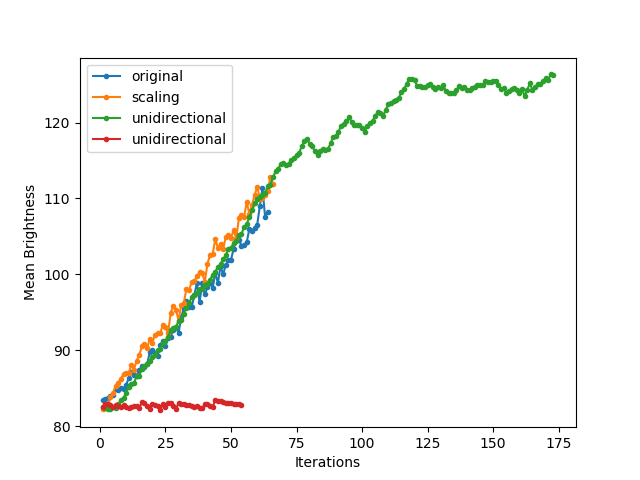 original
scaling
unidirectional
unidirectional
Mean Brightness
120
110
100
90
80
0 25 50 75 100 125 150 175
Iterations